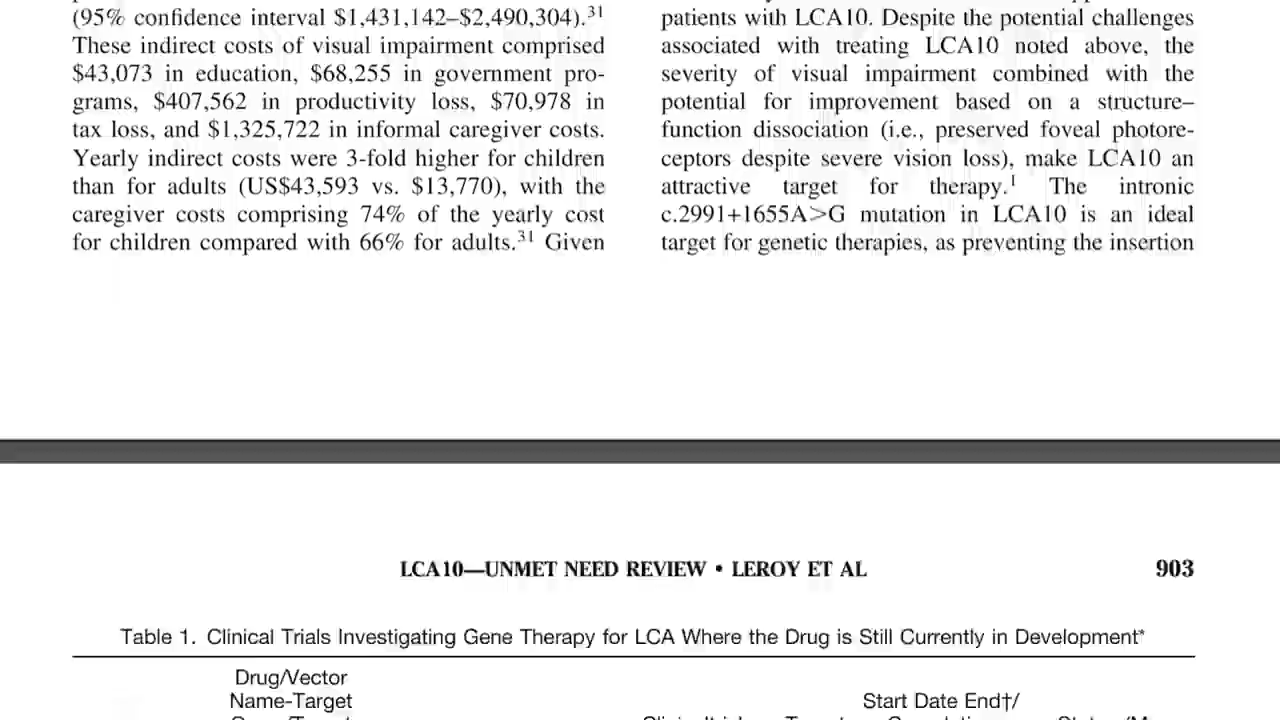 (95% confidence interval $1,431,142–$2,490,304).31
These indirect costs of visual impairment comprised
$43,073 in education, $68,255 in government pro-
grams, $407,562 in productivity loss, $70,978 in
tax loss, and $1,325,722 in informal caregiver costs.
Yearly indirect costs were 3-fold higher for children
than for adults (US$43,593 vs. $13,770), with the
caregiver costs comprising 74% of the yearly cost
for children compared with 66% for adults.31 Given
patients with LCA10. Despite the potential challenges
associated with treating LCA10 noted above, the
severity of visual impairment combined with the
potential for improvement based on a structure–
function dissociation (i.e., preserved foveal photore-
ceptors despite severe vision loss), make LCA10 an
attractive target for therapy.1 The intronic
c.2991+1655A>G mutation in LCA10 is an ideal
target for genetic therapies, as preventing the insertion
LCA10—UNMET NEED REVIEW • LEROY ET AL 903
Table 1. Clinical Trials Investigating Gene Therapy for LCA Where the Drug is Still Currently in Development*
Drug/Vector
Name-Target
Start Date End†/